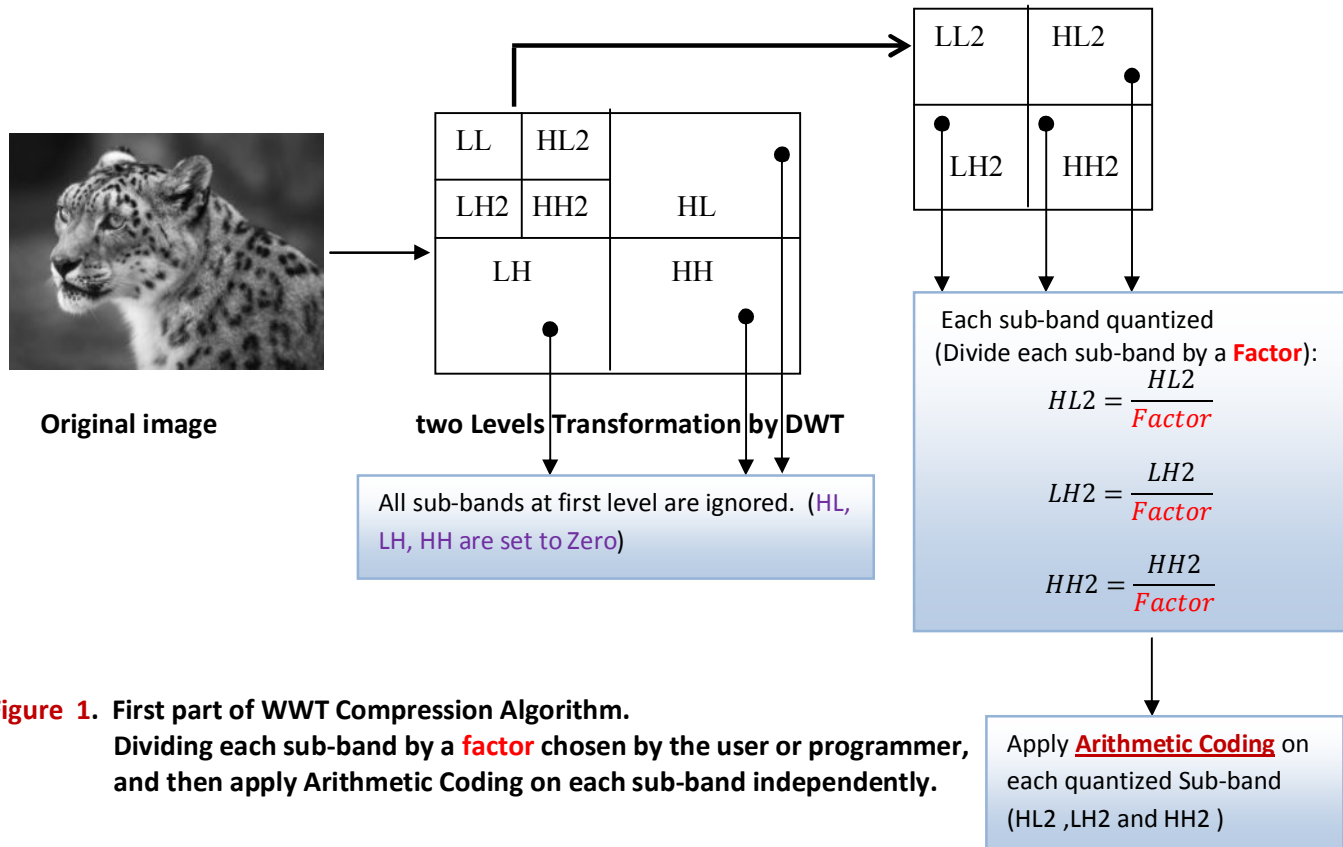 LL2 HL2
LH2 HH2
LL HL2
LH2 HH2 HL
LH HH
Original image
two Levels Transformation by DWT
All sub-bands at first level are ignored. (HL,
LH, HH are set to Zero)
Each sub-band quantized
(Divide each sub-band by a Factor):
HL2 = HL2 / Factor
LH2 = LH2 / Factor
HH2 = HH2 / Factor
igure 1. First part of WWT Compression Algorithm.
Dividing each sub-band by a factor chosen by the user or programmer,
and then apply Arithmetic Coding on each sub-band independently.
Apply Arithmetic Coding on
each quantized Sub-band
(HL2 ,LH2 and HH2 )